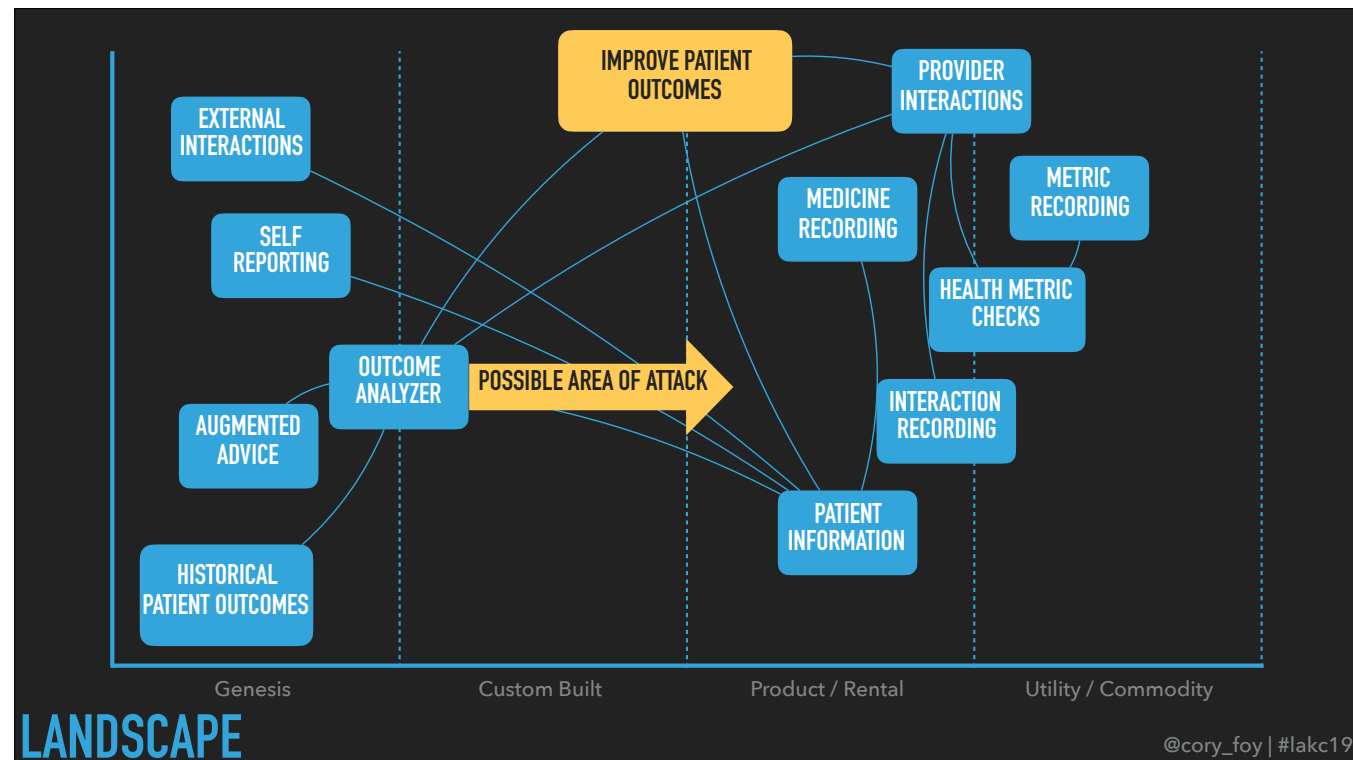 IMPROVE PATIENT
OUTCOMES
PROVIDER
INTERACTIONS
EXTERNAL
INTERACTIONS
METRIC
RECORDING
MEDICINE
RECORDING
SELF
REPORTING
HEALTH METRIC
CHECKS
OUTCOME
ANALYZER
POSSIBLE AREA OF ATTACK
INTERACTION
RECORDING
AUGMENTED
ADVICE
PATIENT
INFORMATION
HISTORICAL
PATIENT OUTCOMES
Genesis
Custom Built
Product / Rental
Utility / Commodity
LANDSCAPE
@cory_foy | #lakc19